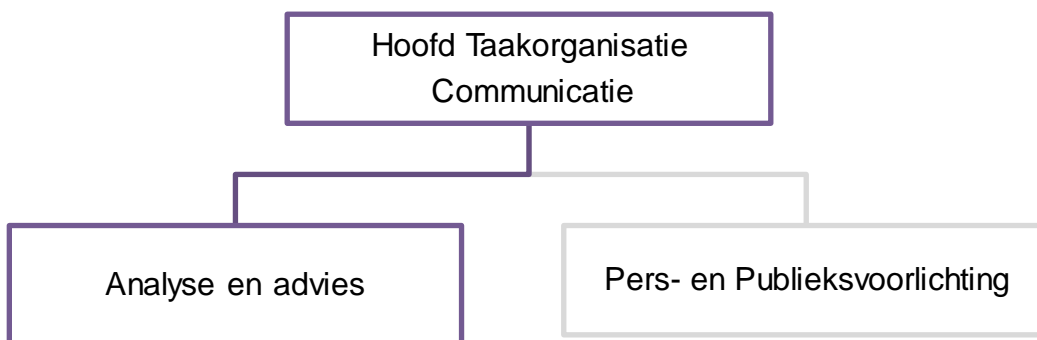 Hoofd Taakorganisatie
Communicatie
Analyse en advies
Pers- en Publieksvoorlichting